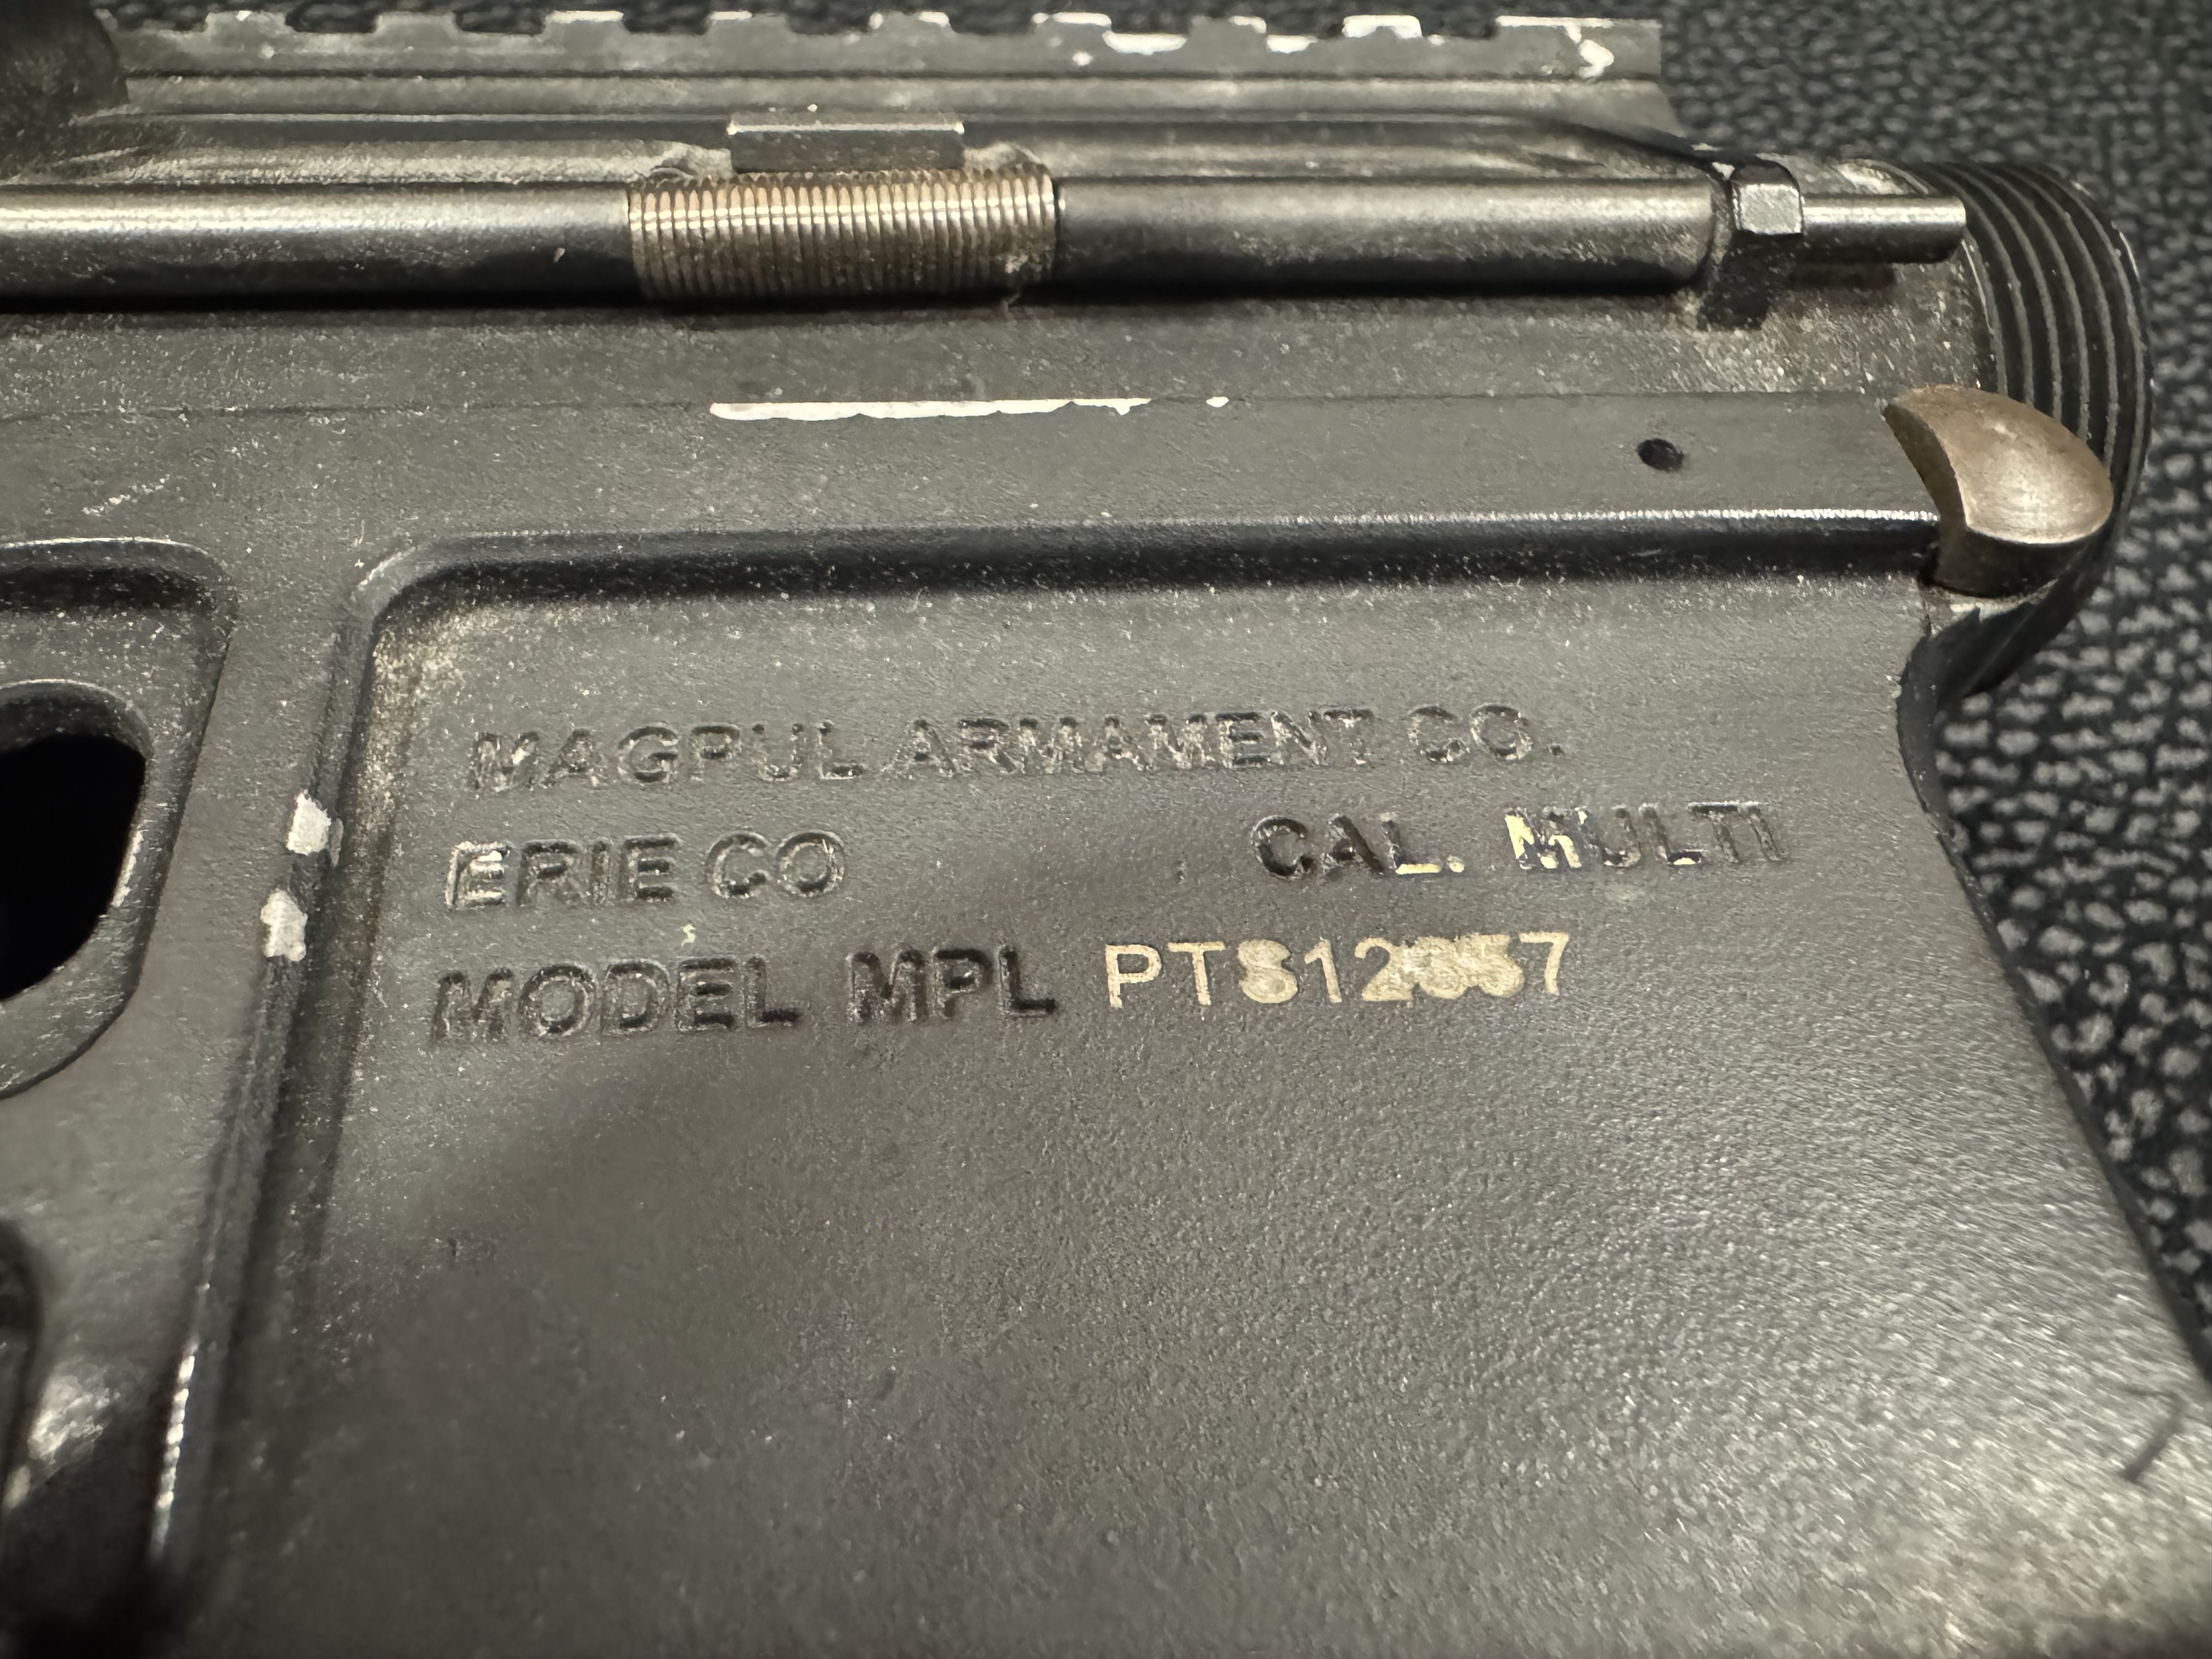 MAGPUL ARMAMENT CO.
ERIE CO CAL. MULTI
MODEL MPL